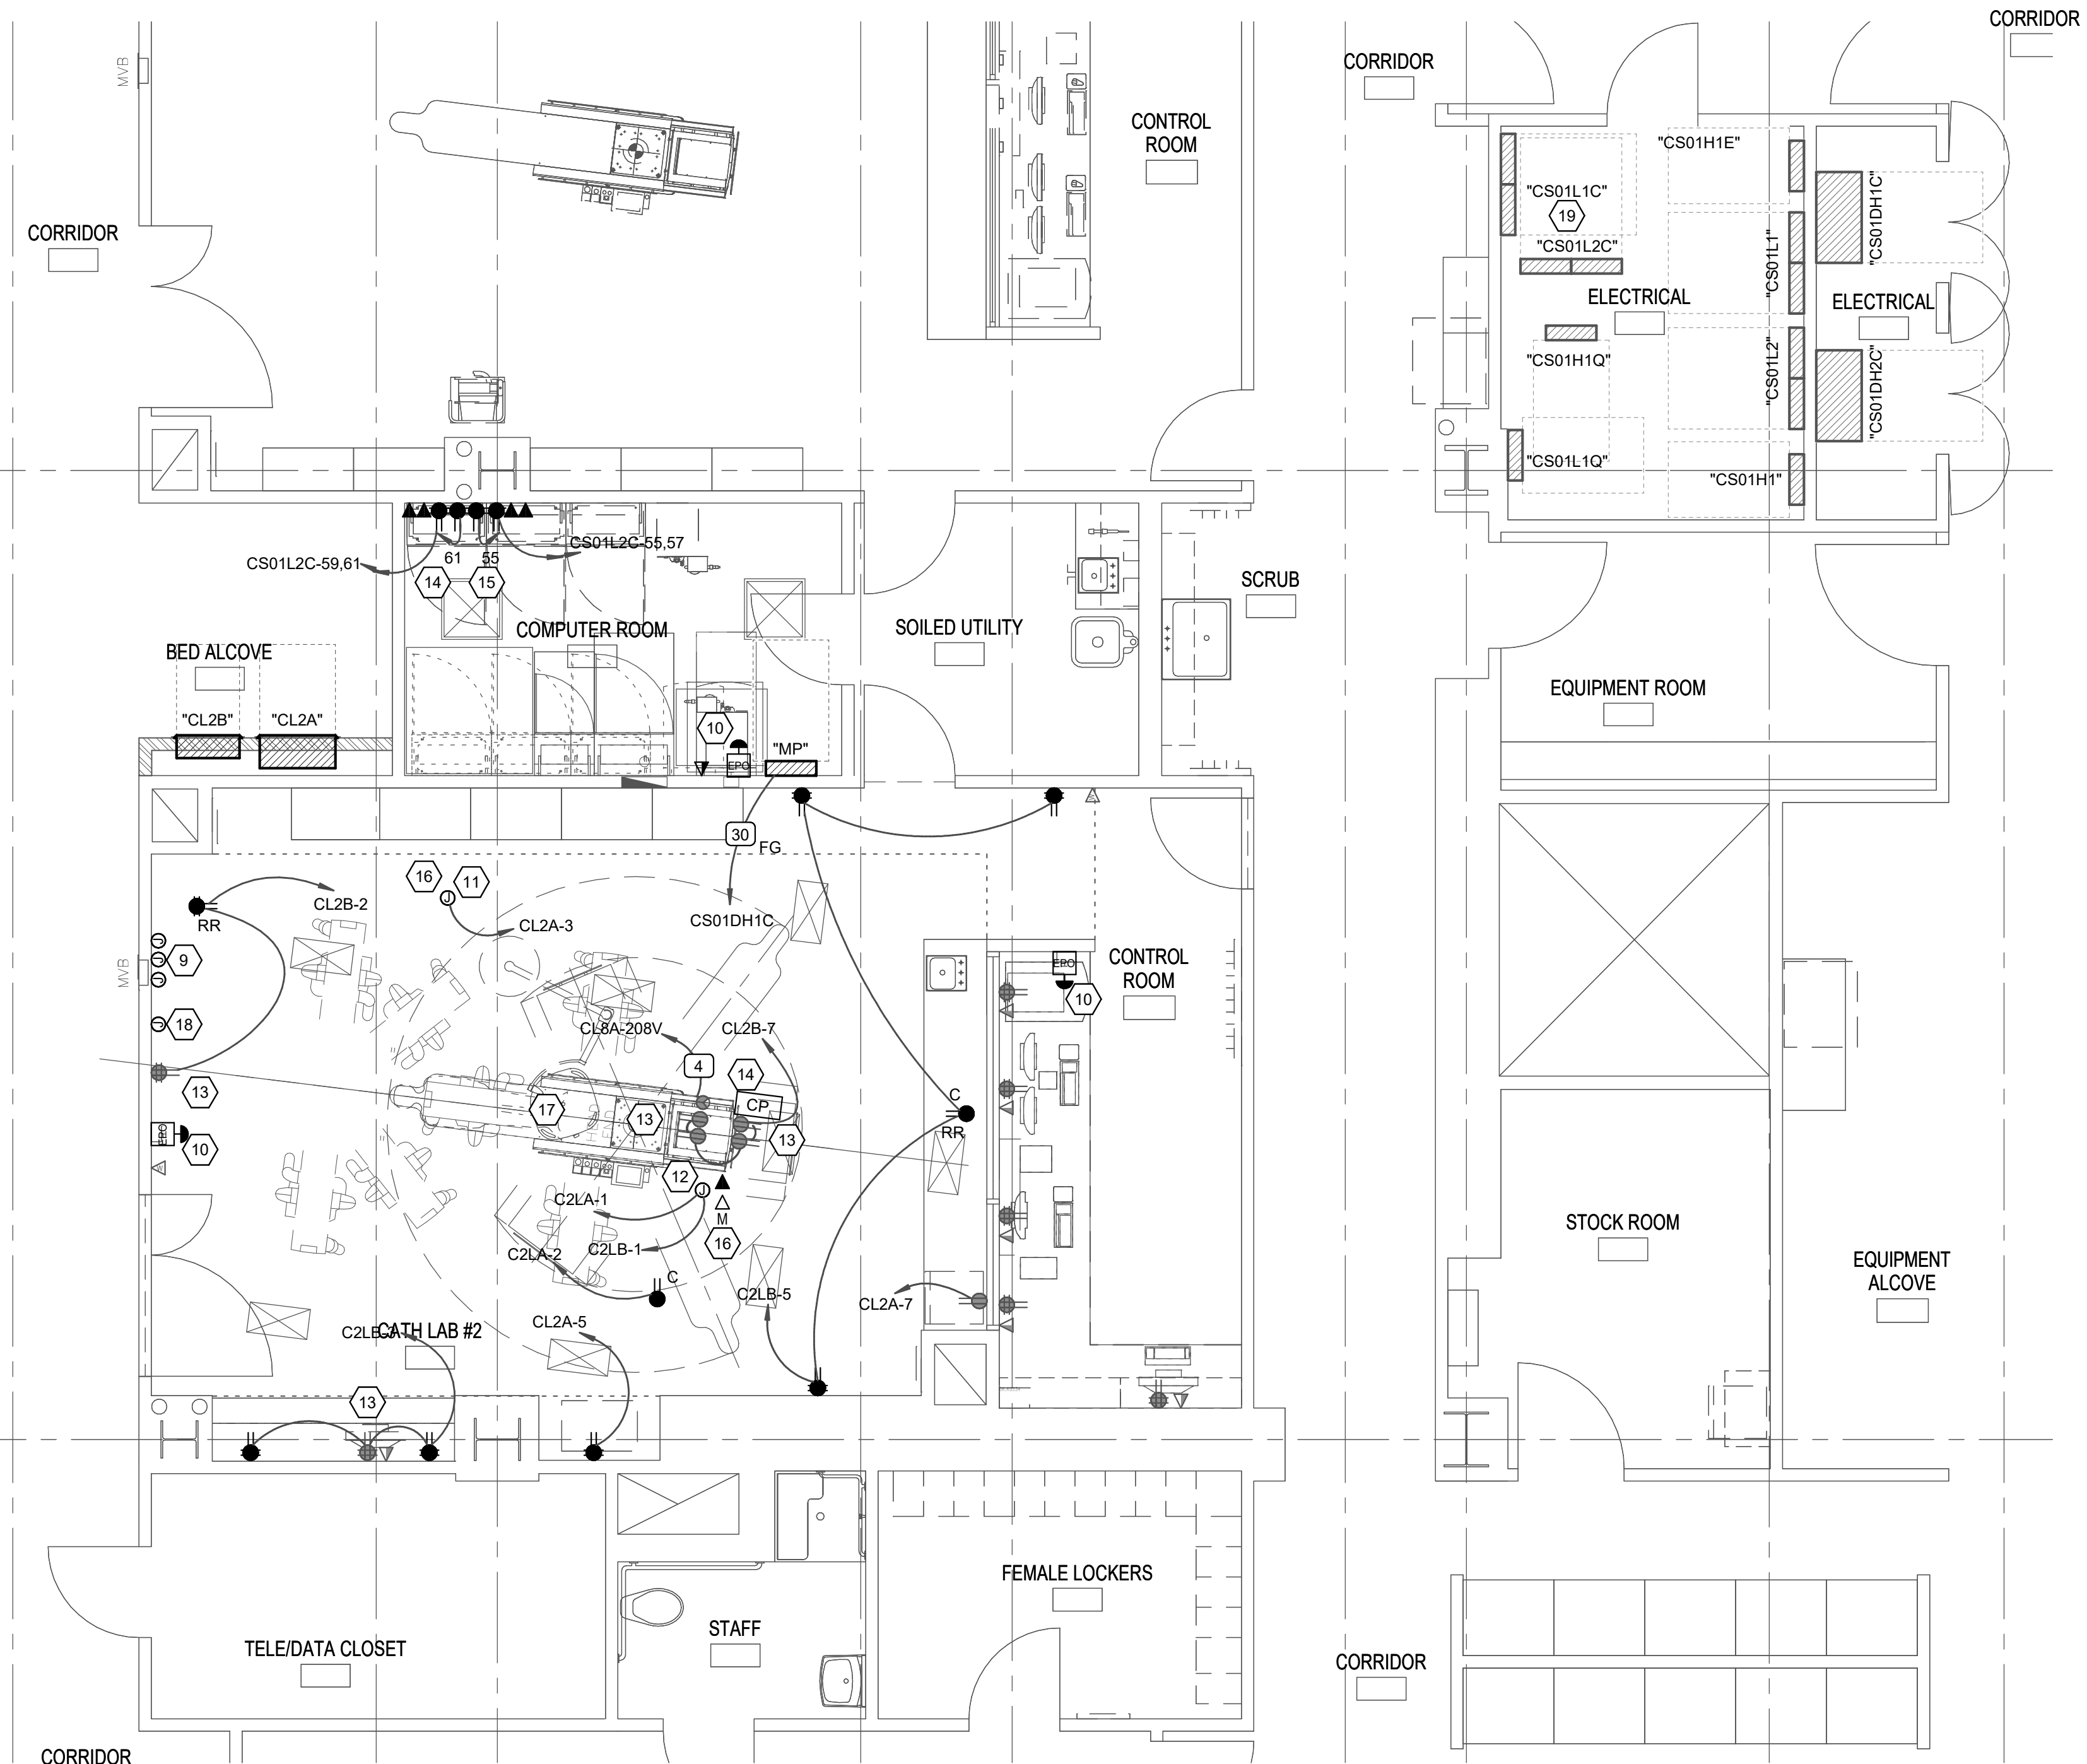 CORRIDOR
CORRIDOR
MVB
CONTROL
ROOM
"CS01H1E"
"CS01L1C"
19
"CS01DH1C"
CORRIDOR
"CS01L2C"
"CS01L1"
ELECTRICAL
ELECTRICAL
"CS01H1Q"
"CS01L2"
"CS01DH2C"
"CS01L1Q"
"CS01H1"
CS01L2C-59,61
61
55
CS01L2C-55,57
14
15
SCRUB
COMPUTER ROOM
SOILED UTILITY
BED ALCOVE
EQUIPMENT ROOM
"CL2B"
"CL2A"
10
"MP"
EPO
30
FG
16
11
CL2B-2
RR
CL2A-3
CS01DH1C
9
MVB
CONTROL
ROOM
EPO
10
18
CL8A-208V
CL2B-7
4
14
13
C
RR
CP
17
13
13
EPO
10
12
J
C2LA-1
M
16
C2LA-2
C2LB-1
C
STOCK ROOM
EQUIPMENT
ALCOVE
C2LB-5
CL2A-7
C2LB-3
CATH LAB #2
CL2A-5
13
FEMALE LOCKERS
STAFF
TELE/DATA CLOSET
CORRIDOR
CORRIDOR